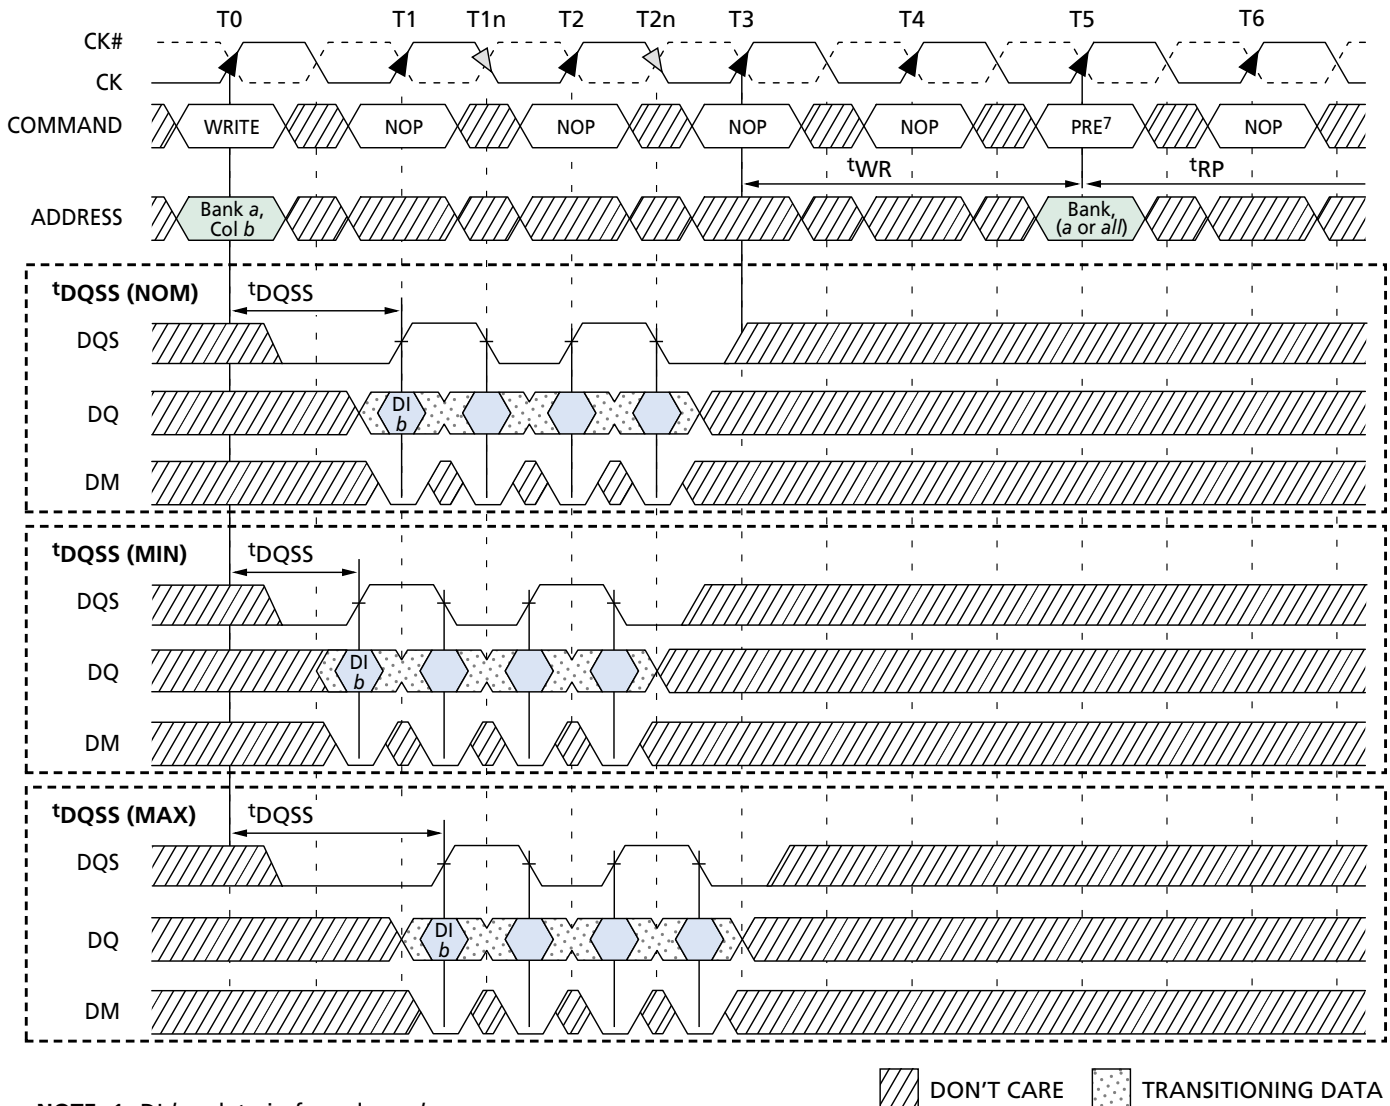 T0 T1 T1n T2 T2n T3 T4 T5 T6
CK#
CK
COMMAND WRITE NOP NOP NOP NOP PRE7 NOP
tWR tRP
ADDRESS Bank a, Col b Bank, (a or all)
tDQSS (NOM) tDQSS
DQS
DQ DI b
DM
tDQSS (MIN) tDQSS
DQS
DQ DI b
DM
tDQSS (MAX) tDQSS
DQS
DQ DI b
DM
DON'T CARE TRANSITIONING DATA